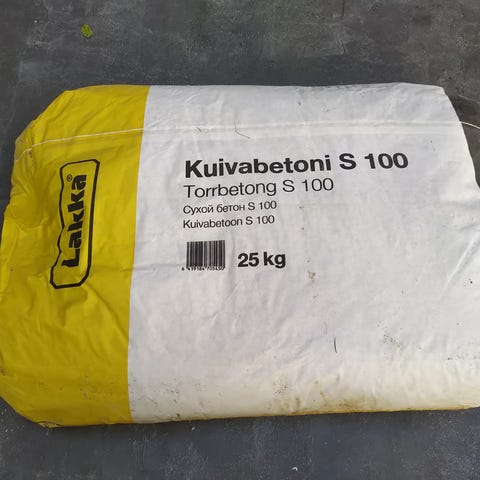 Lakka®
Kuivabetoni S 100
Torrbetong S 100
Сухой бетон S 100
Kuivabetoon S 100
25 kg